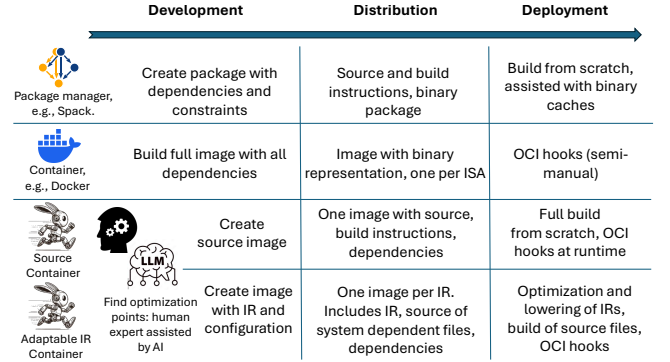 Development
Distribution
Deployment
Package manager,
e.g., Spack.
Create package with
dependencies and
constraints
Source and build
instructions, binary
package
Build from scratch,
assisted with binary
caches
Container,
e.g., Docker
Build full image with all
dependencies
Image with binary
representation, one per ISA
OCI hooks (semi-
manual)
Source
Container
LLM
Find optimization
points: human
expert assisted
by AI
Create
source image
One image with source,
build instructions,
dependencies
Full build
from scratch, OCI
hooks at runtime
Adaptable IR
Container
Create image
with IR and
configuration
One image per IR.
Includes IR, source of
system dependent files,
dependencies
Optimization and
lowering of IRs,
build of source files,
OCI hooks